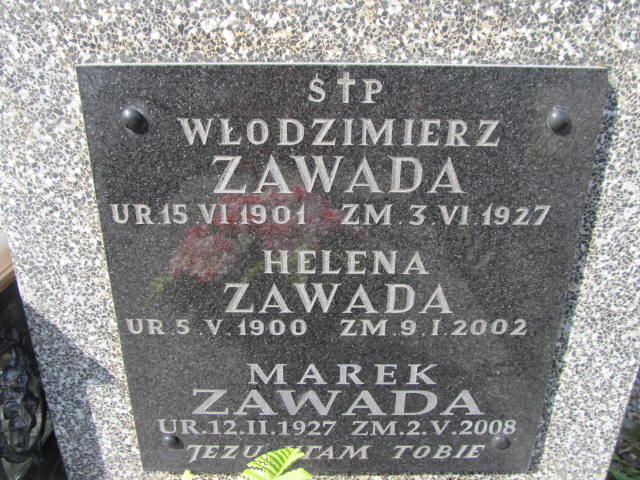 S†P
WŁODZIMIERZ
ZAWADA
UR.15 VI.1901 ZM.3.VI.1927
HELENA
ZAWADA
UR 5.V.1900 ZM.9.I.2002
MAREK
ZAWADA
UR.12.II.1927 ZM.2.V.2008
JEZU TAM TOBIE